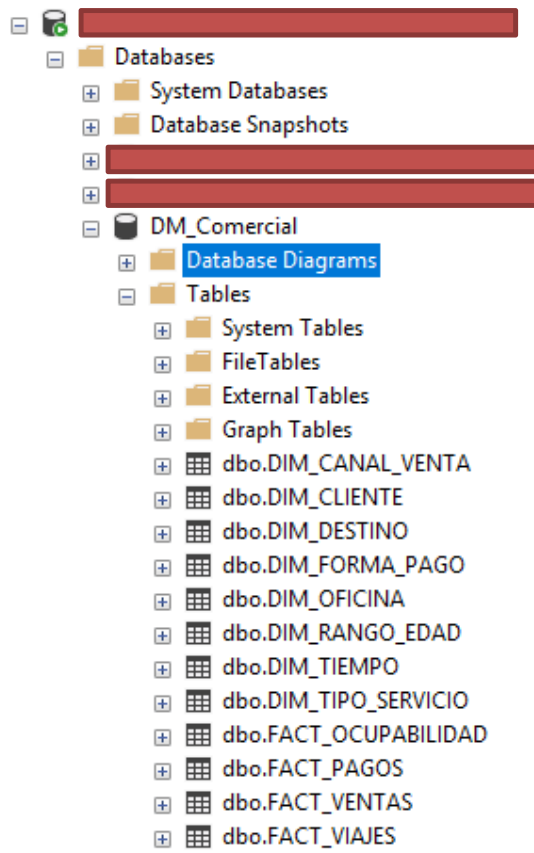 Databases
System Databases
Database Snapshots
DM_Comercial
Database Diagrams
Tables
System Tables
FileTables
External Tables
Graph Tables
dbo.DIM_CANAL_VENTA
dbo.DIM_CLIENTE
dbo.DIM_DESTINO
dbo.DIM_FORMA_PAGO
dbo.DIM_OFICINA
dbo.DIM_RANGO_EDAD
dbo.DIM_TIEMPO
dbo.DIM_TIPO_SERVICIO
dbo.FACT_OCUPABILIDAD
dbo.FACT_PAGOS
dbo.FACT_VENTAS
dbo.FACT_VIAJES